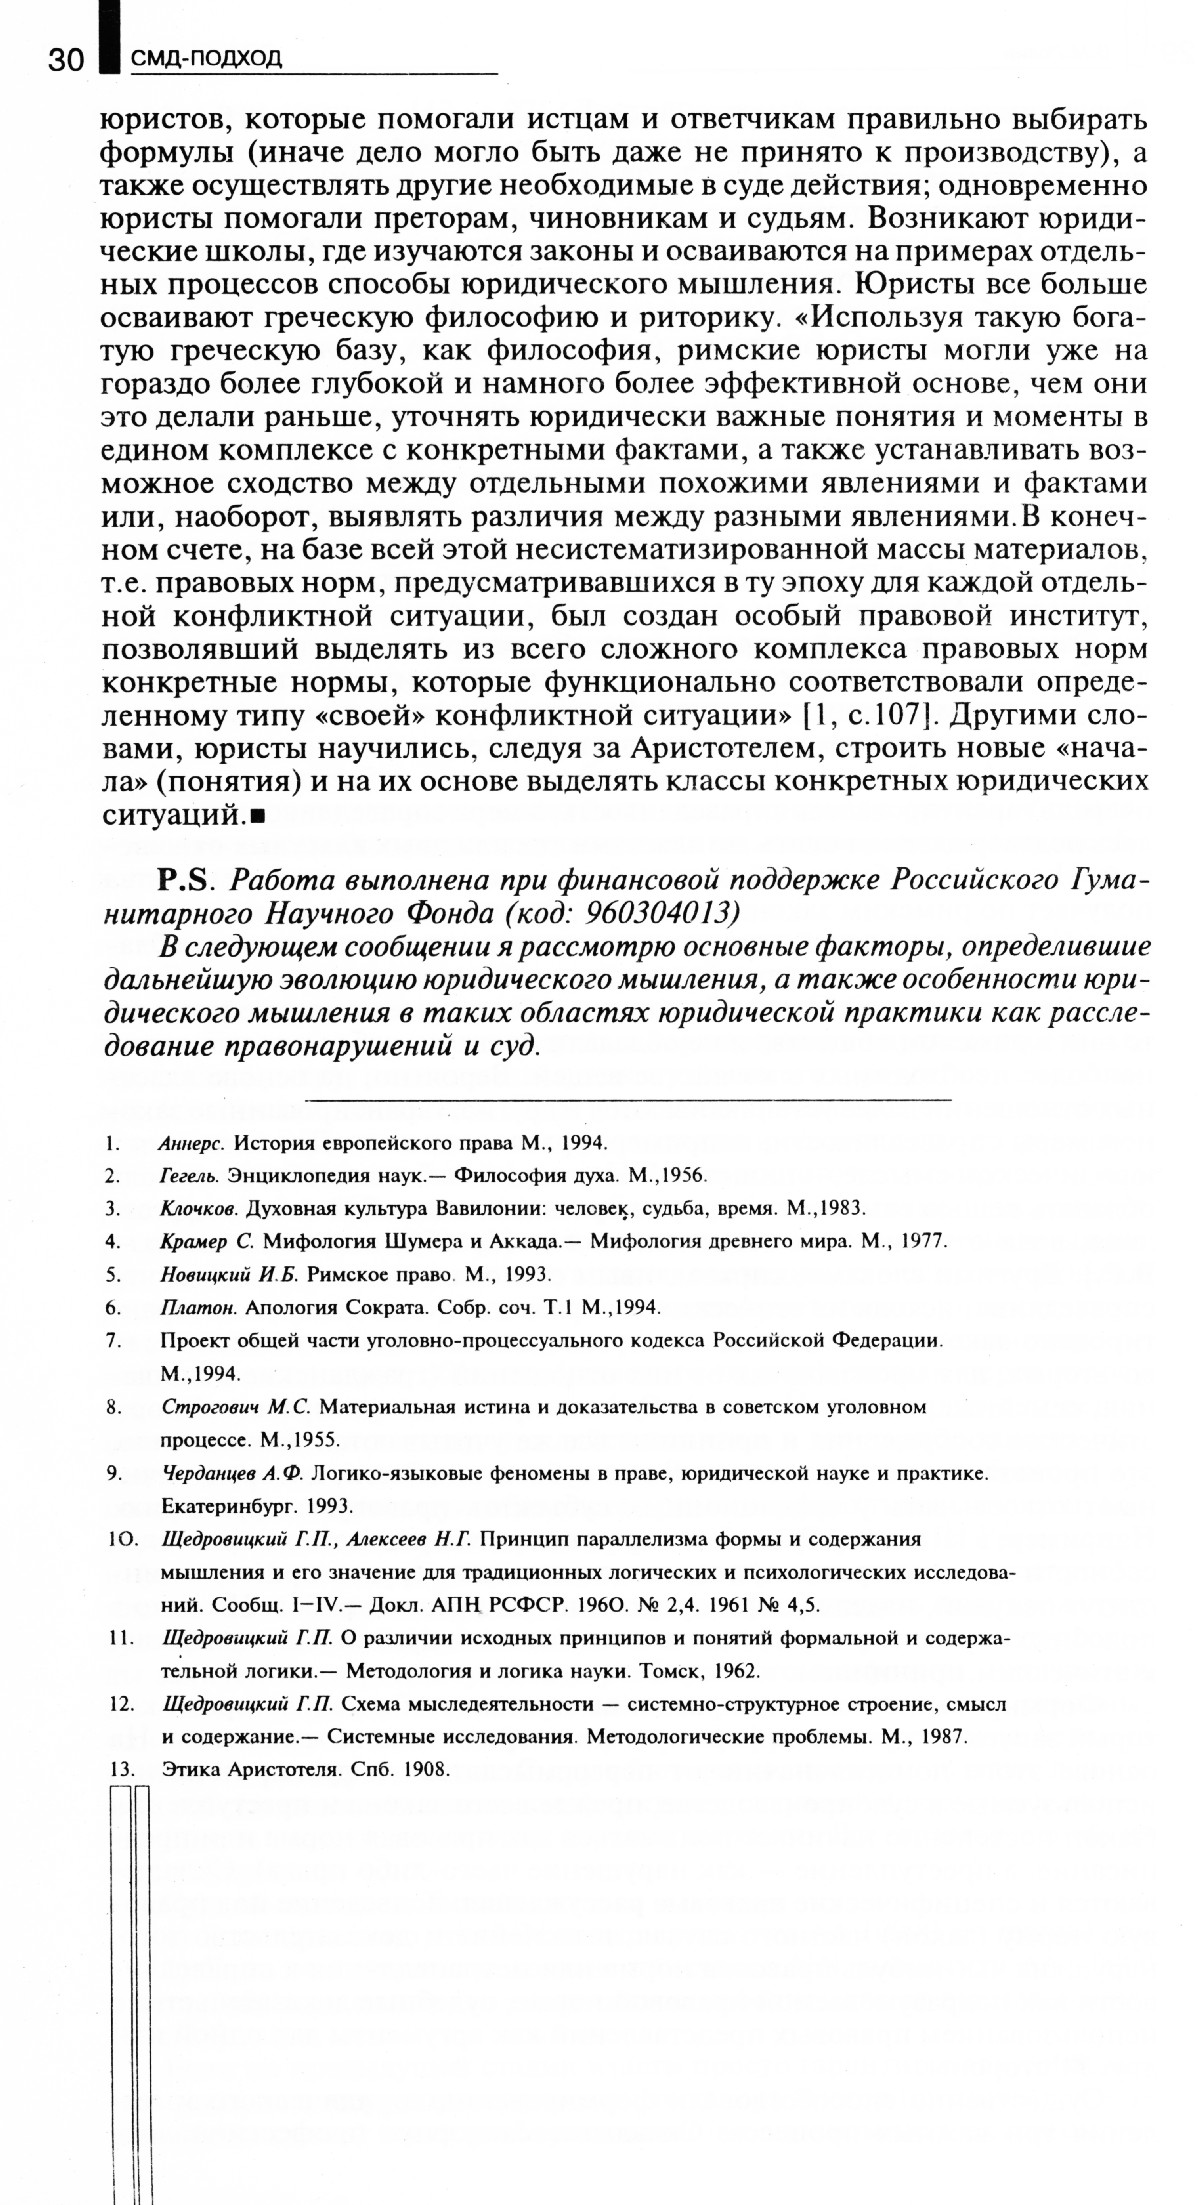 30 СМД-ПОДХОД
юристов, которые помогали истцам и ответчикам правильно выбирать
формулы (иначе дело могло быть даже не принято к производству), а
также осуществлять другие необходимые в суде действия; одновременно
юристы помогали преторам, чиновникам и судьям. Возникают юриди-
ческие школы, где изучаются законы и осваиваются на примерах отдель-
ных процессов способы юридического мышления. Юристы все больше
осваивают греческую философию и риторику. «Используя такую бога-
тую греческую базу, как философия, римские юристы могли уже на
гораздо более глубокой и намного более эффективной основе, чем они
это делали раньше, уточнять юридически важные понятия и моменты в
едином комплексе с конкретными фактами, а также устанавливать воз-
можное сходство между отдельными похожими явлениями и фактами
или, наоборот, выявлять различия между разными явлениями.В конеч-
ном счете, на базе всей этой несистематизированной массы материалов,
т.е. правовых норм, предусматривавшихся в ту эпоху для каждой отдель-
ной конфликтной ситуации, был создан особый правовой институт,
позволявший выделять из всего сложного комплекса правовых норм
конкретные нормы, которые функционально соответствовали опреде-
ленному типу «своей» конфликтной ситуации» [1, с.107]. Другими сло-
вами, юристы научились, следуя за Аристотелем, строить новые «нача-
ла» (понятия) и на их основе выделять классы конкретных юридических
ситуаций.■
P.S. Работа выполнена при финансовой поддержке Российского Гума-
нитарного Научного Фонда (код: 960304013)
В следующем сообщении я рассмотрю основные факторы, определившие
дальнейшую эволюцию юридического мышления, а также особенности юри-
дического мышления в таких областях юридической практики как рассле-
дование правонарушений и суд.
1. Аннерс. История европейского права М., 1994.
2. Гегель. Энциклопедия наук.— Философия духа. М.,1956.
3. Клочков. Духовная культура Вавилонии: человек, судьба, время. М.,1983.
4. Крамер С. Мифология Шумера и Аккада.— Мифология древнего мира. М., 1977.
5. Новицкий И.Б. Римское право. М., 1993.
6. Платон. Апология Сократа. Собр. соч. Т.1 М.,1994.
7. Проект общей части уголовно-процессуального кодекса Российской Федерации.
М.,1994.
8. Строгович М.С. Материальная истина и доказательства в советском уголовном
процессе. М.,1955.
9. Черданцев А.Ф. Логико-языковые феномены в праве, юридической науке и практике.
Екатеринбург. 1993.
1О. Щедровицкий Г.П., Алексеев Н.Г. Принцип параллелизма формы и содержания
мышления и его значение для традиционных логических и психологических исследова-
ний. Сообщ. I—IV.— Докл. АПН РСФСР. 196О. № 2,4. 1961 № 4,5.
11. Щедровицкий Г.П. О различии исходных принципов и понятий формальной и содержа-
тельной логики.— Методология и логика науки. Томск, 1962.
12. Щедровицкий Г.П. Схема мыследеятельности — системно-структурное строение, смысл
и содержание.— Системные исследования. Методологические проблемы. М., 1987.
13. Этика Аристотеля. Спб. 1908.